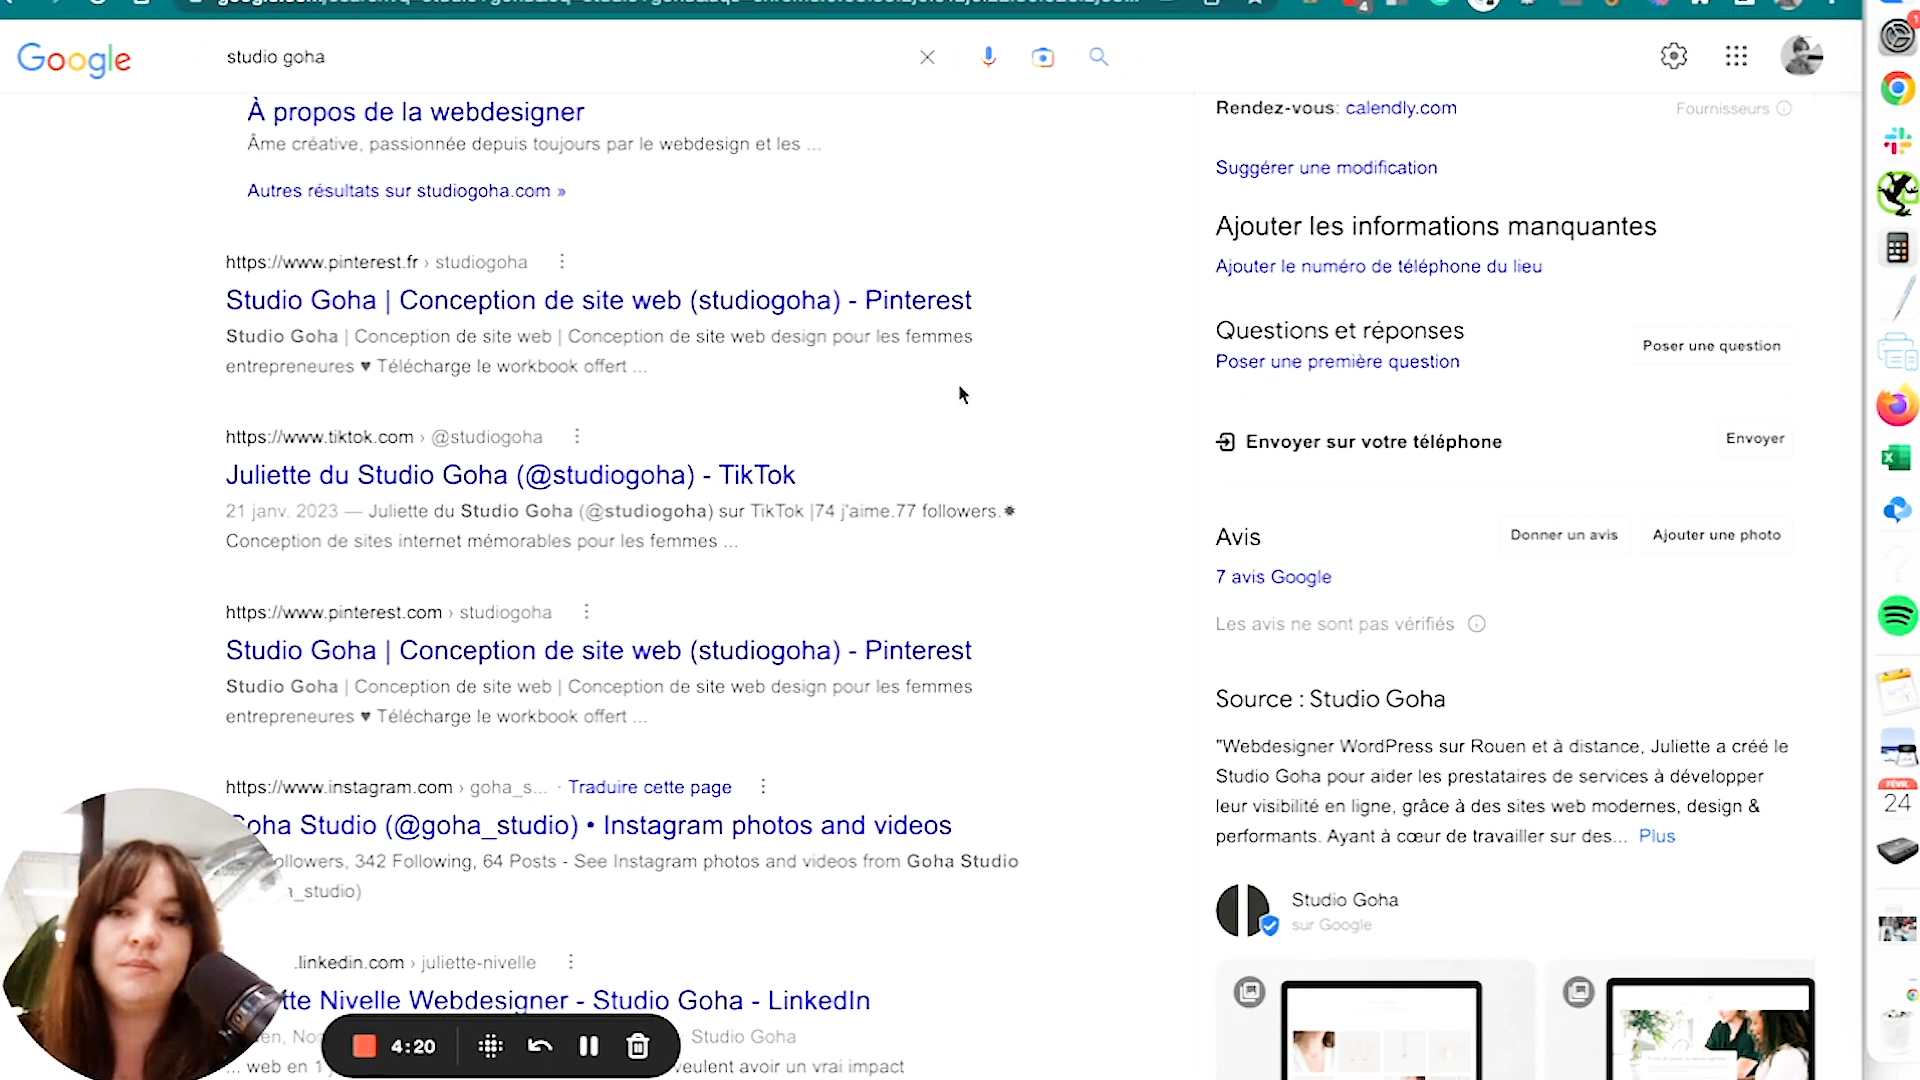 Google
studio goha
À propos de la webdesigner
Âme créative, passionnée depuis toujours par le webdesign et les ...
Autres résultats sur studiogoha.com »
https://www.pinterest.fr › studiogoha
Studio Goha | Conception de site web (studiogoha) - Pinterest
Studio Goha | Conception de site web | Conception de site web design pour les femmes
entrepreneures ♥ Télécharge le workbook offert ...
https://www.tiktok.com › @studiogoha
Juliette du Studio Goha (@studiogoha) - TikTok
21 janv. 2023 — Juliette du Studio Goha (@studiogoha) sur TikTok |74 j'aime.77 followers.✷
Conception de sites internet mémorables pour les femmes ...
https://www.pinterest.com › studiogoha
Studio Goha | Conception de site web (studiogoha) - Pinterest
Studio Goha | Conception de site web | Conception de site web design pour les femmes
entrepreneures ♥ Télécharge le workbook offert ...
https://www.instagram.com › goha_s... · Traduire cette page
Goha Studio (@goha_studio) • Instagram photos and videos
ollowers, 342 Following, 64 Posts - See Instagram photos and videos from Goha Studio
_studio)
.linkedin.com › juliette-nivelle
tte Nivelle Webdesigner - Studio Goha - LinkedIn
Studio Goha
... web en 1
veulent avoir un vrai impact
4:20
Rendez-vous: calendly.com
Fournisseurs
Suggérer une modification
Ajouter les informations manquantes
Ajouter le numéro de téléphone du lieu
Questions et réponses
Poser une première question
Poser une question
Envoyer sur votre téléphone
Envoyer
Avis
Donner un avis
Ajouter une photo
7 avis Google
Les avis ne sont pas vérifiés
Source : Studio Goha
"Webdesigner WordPress sur Rouen et à distance, Juliette a créé le
Studio Goha pour aider les prestataires de services à développer
leur visibilité en ligne, grâce à des sites web modernes, design &
performants. Ayant à cœur de travailler sur des... Plus
Studio Goha
sur Google
24